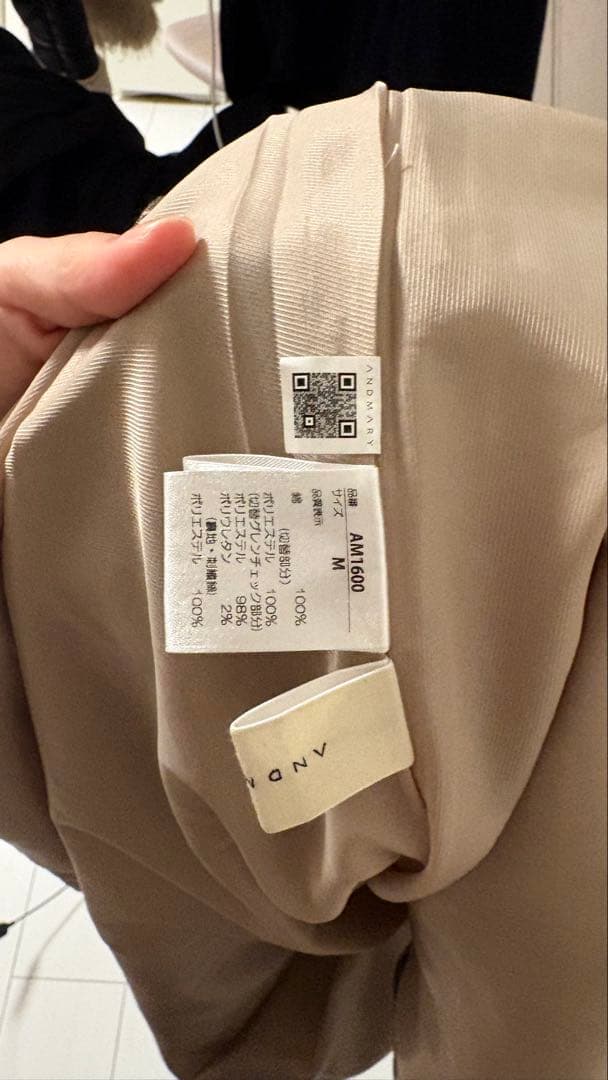 ANDMARY
品番 AM1600
サイズ M
品質表示
綿 100%
(切替部分)
ポリエステル 100%
(切替グレンチェック部分)
ポリエステル 98%
ポリウレタン 2%
(裏地・刺繍織)
ポリエステル 100%
AND